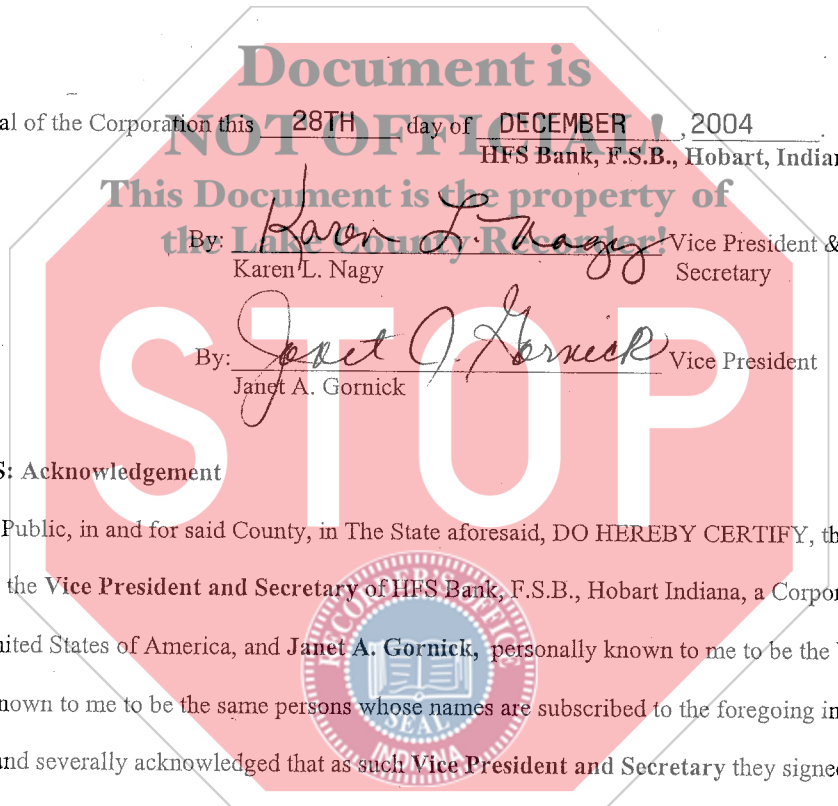 Document is
al of the Corporation this 28TH day of DECEMBER , 2004 .
NOT OFFICIAL!
HFS Bank, F.S.B., Hobart, Indian
This Document is the property of
the Lake County Recorder!
By: Karen L. Nagy Vice President &
Karen L. Nagy Secretary
STOP
By: Janet A. Gornick Vice President
Janet A. Gornick
S: Acknowledgement
Public, in and for said County, in The State aforesaid, DO HEREBY CERTIFY, th
the Vice President and Secretary of HFS Bank, F.S.B., Hobart Indiana, a Corpor
RECORDER'S OFFICE
nited States of America, and Janet A. Gornick, personally known to me to be the V
nown to me to be the same persons whose names are subscribed to the foregoing in
SEAL
INDIANA
and severally acknowledged that as such Vice President and Secretary they signed